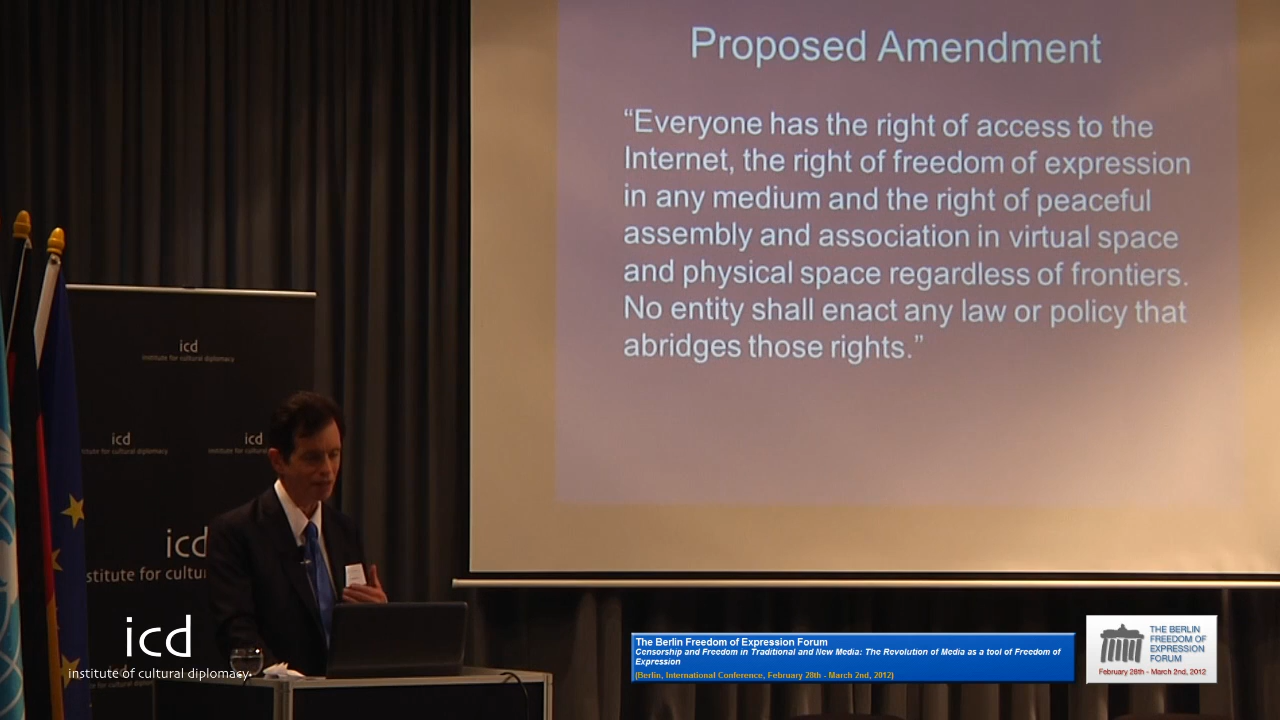 Proposed Amendment
“Everyone has the right of access to the
Internet, the right of freedom of expression
in any medium and the right of peaceful
assembly and association in virtual space
and physical space regardless of frontiers.
No entity shall enact any law or policy that
abridges those rights.”
icd
institute for cultural diplomacy
icd
institute for cultural diplomacy
icd
institute for cultural
icd
stitute for cultu
icd
institute of cultural diplomacy
The Berlin Freedom of Expression Forum
Censorship and Freedom in Traditional and New Media: The Revolution of Media as a tool of Freedom of
Expression
(Berlin, International Conference, February 28th - March 2nd, 2012)
THE BERLIN
FREEDOM OF
EXPRESSION
FORUM
February 28th - March 2nd, 2012